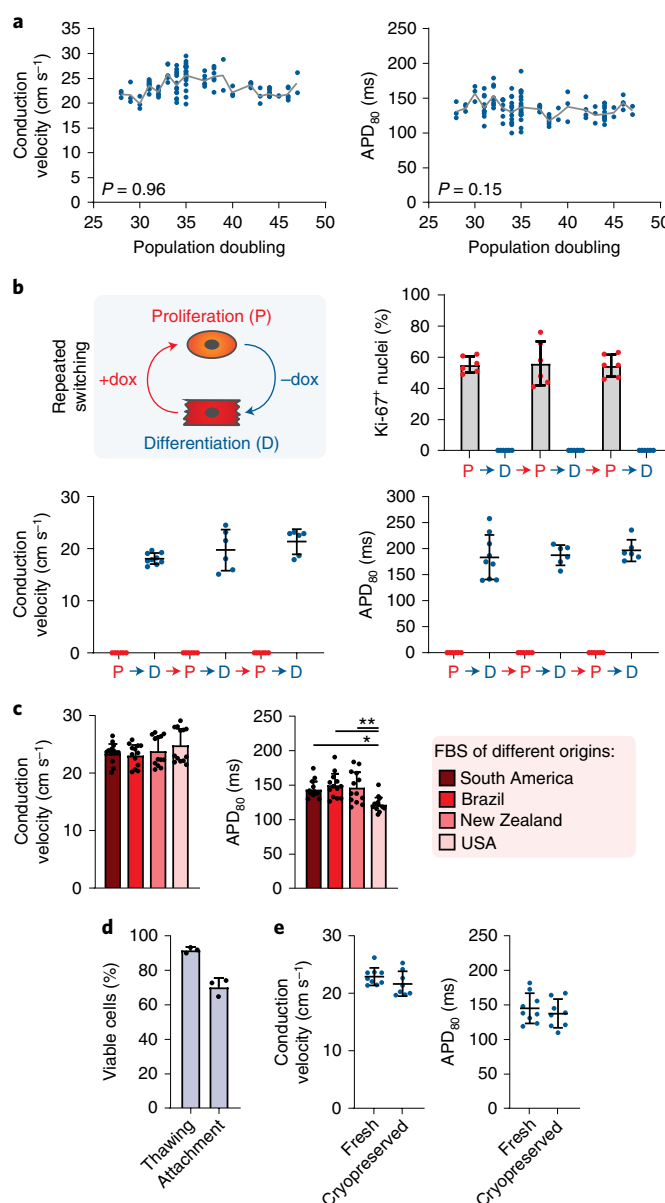 a
Conduction
velocity (cm s⁻¹)
35
30
25
20
15
10
5
0
P = 0.96
25 30 35 40 45 50
Population doubling
APD₈₀ (ms)
250
200
150
100
50
0
P = 0.15
25 30 35 40 45 50
Population doubling
b
Repeated
switching
Proliferation (P)
+dox
–dox
Differentiation (D)
Ki-67⁺ nuclei (%)
100
80
60
40
20
0
P → D → P → D → P → D
Conduction
velocity (cm s⁻¹)
30
20
10
0
P → D → P → D → P → D
APD₈₀ (ms)
300
250
200
150
100
50
0
P → D → P → D → P → D
c
Conduction
velocity (cm s⁻¹)
30
20
10
0
APD₈₀ (ms)
250
200
150
100
50
0
**
*
FBS of different origins:
South America
Brazil
New Zealand
USA
d
Viable cells (%)
100
80
60
40
20
0
Thawing
Attachment
e
Conduction
velocity (cm s⁻¹)
30
20
10
0
Fresh
Cryopreserved
APD₈₀ (ms)
250
200
150
100
50
0
Fresh
Cryopreserved